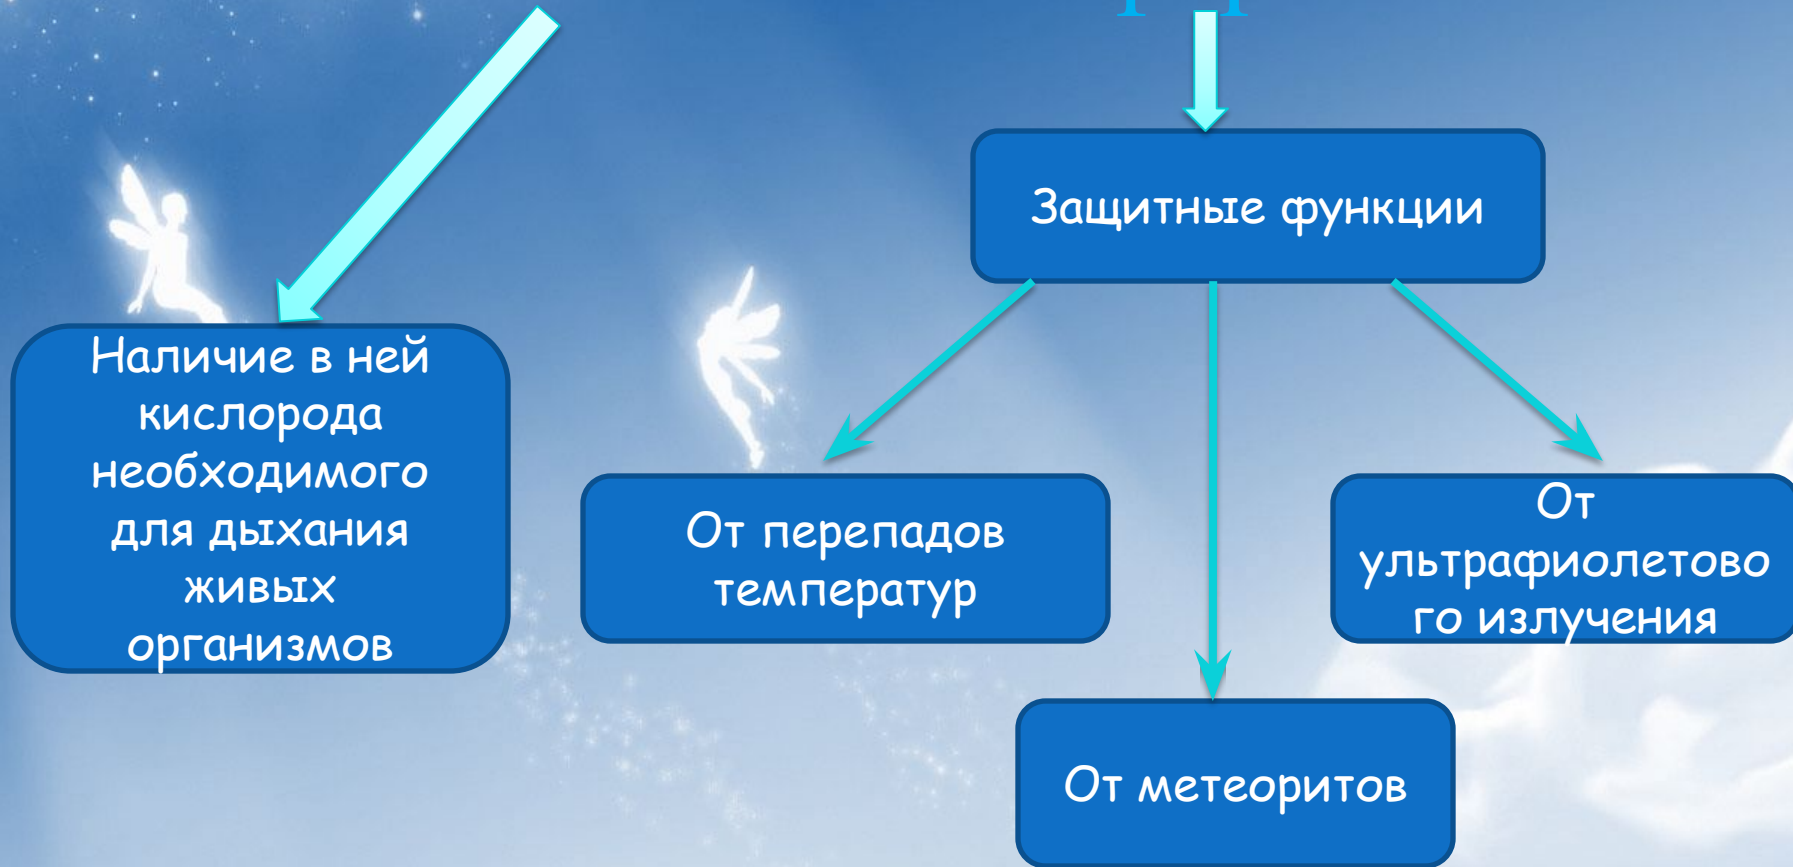 Защитные функции
Наличие в ней
кислорода
необходимого
для дыхания
живых
организмов
От перепадов
температур
От
ультрафиолетово
го излучения
От метеоритов